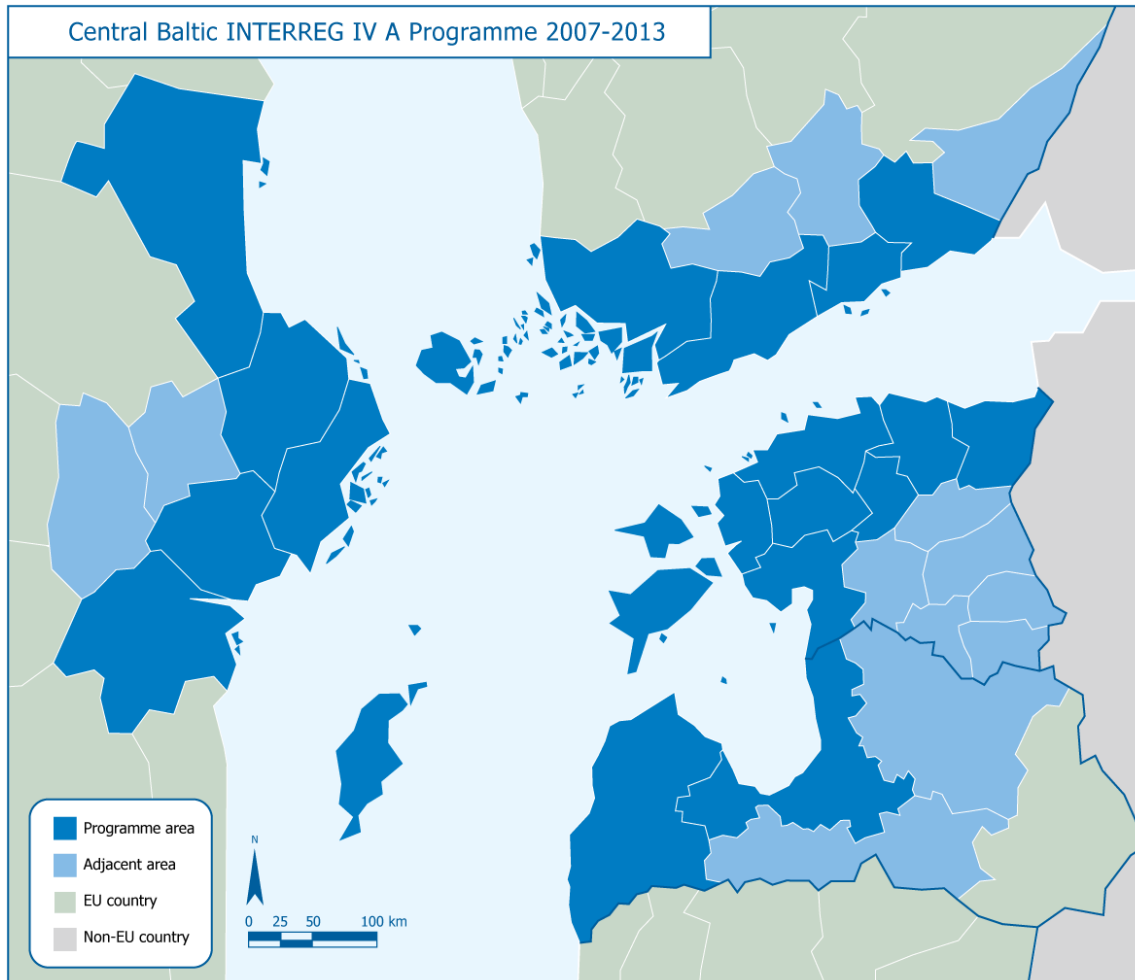 Central Baltic INTERREG IV A Programme 2007-2013
Programme area
Adjacent area
EU country
Non-EU country
N
0 25 50 100 km